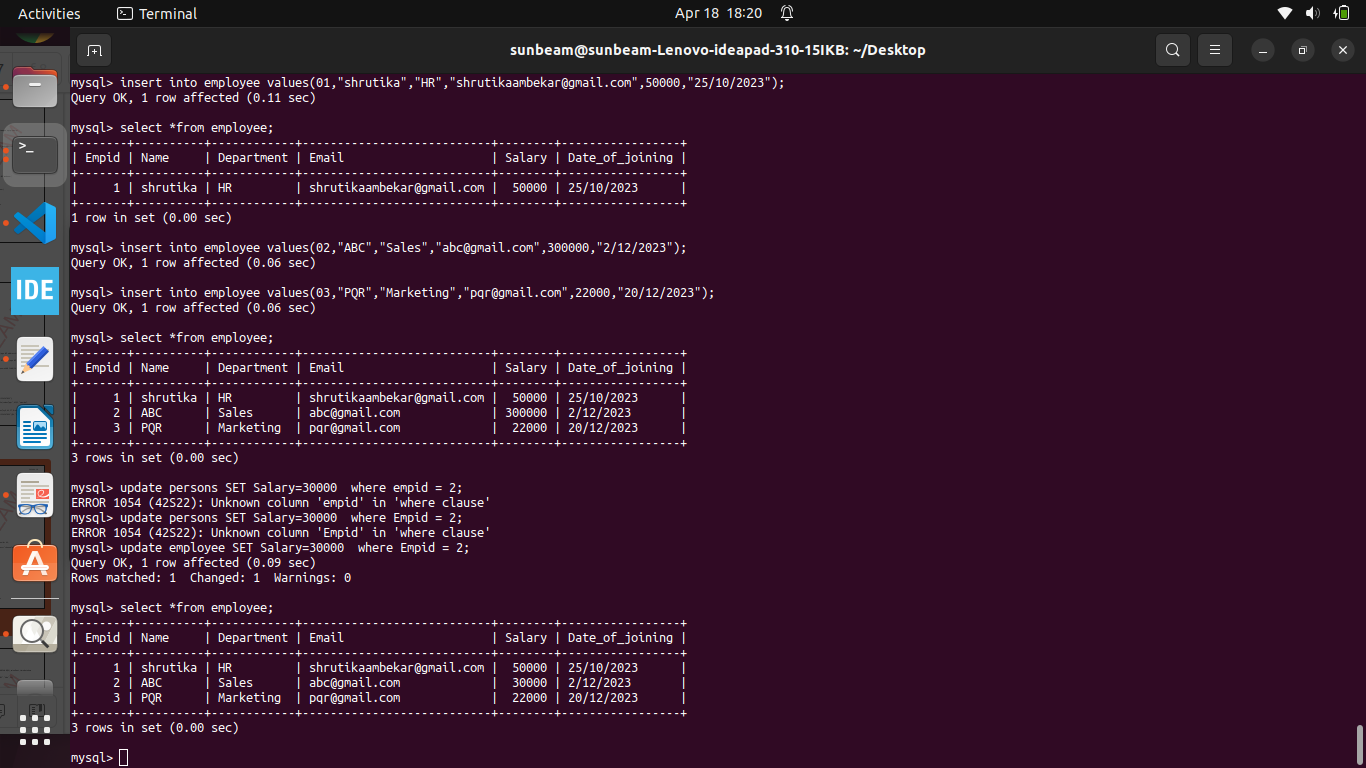 Activities Terminal Apr 18 18:20
sunbeam@sunbeam-Lenovo-ideapad-310-15IKB: ~/Desktop
mysql> insert into employee values(01,"shrutika","HR","shrutikaambekar@gmail.com",50000,"25/10/2023");
Query OK, 1 row affected (0.11 sec)
mysql> select *from employee;
+-------+----------+------------+---------------------------+--------+-----------------+
| Empid | Name     | Department | Email                     | Salary | Date_of_joining |
+-------+----------+------------+---------------------------+--------+-----------------+
|     1 | shrutika | HR         | shrutikaambekar@gmail.com |  50000 | 25/10/2023      |
+-------+----------+------------+---------------------------+--------+-----------------+
1 row in set (0.00 sec)
mysql> insert into employee values(02,"ABC","Sales","abc@gmail.com",300000,"2/12/2023");
Query OK, 1 row affected (0.06 sec)
mysql> insert into employee values(03,"PQR","Marketing","pqr@gmail.com",22000,"20/12/2023");
Query OK, 1 row affected (0.06 sec)
mysql> select *from employee;
+-------+----------+------------+---------------------------+--------+-----------------+
| Empid | Name     | Department | Email                     | Salary | Date_of_joining |
+-------+----------+------------+---------------------------+--------+-----------------+
|     1 | shrutika | HR         | shrutikaambekar@gmail.com |  50000 | 25/10/2023      |
|     2 | ABC      | Sales      | abc@gmail.com             | 300000 | 2/12/2023       |
|     3 | PQR      | Marketing  | pqr@gmail.com             |  22000 | 20/12/2023      |
+-------+----------+------------+---------------------------+--------+-----------------+
3 rows in set (0.00 sec)
mysql> update persons SET Salary=30000  where empid = 2;
ERROR 1054 (42S22): Unknown column 'empid' in 'where clause'
mysql> update persons SET Salary=30000  where Empid = 2;
ERROR 1054 (42S22): Unknown column 'Empid' in 'where clause'
mysql> update employee SET Salary=30000  where Empid = 2;
Query OK, 1 row affected (0.09 sec)
Rows matched: 1  Changed: 1  Warnings: 0
mysql> select *from employee;
+-------+----------+------------+---------------------------+--------+-----------------+
| Empid | Name     | Department | Email                     | Salary | Date_of_joining |
+-------+----------+------------+---------------------------+--------+-----------------+
|     1 | shrutika | HR         | shrutikaambekar@gmail.com |  50000 | 25/10/2023      |
|     2 | ABC      | Sales      | abc@gmail.com             |  30000 | 2/12/2023       |
|     3 | PQR      | Marketing  | pqr@gmail.com             |  22000 | 20/12/2023      |
+-------+----------+------------+---------------------------+--------+-----------------+
3 rows in set (0.00 sec)
mysql>
>_
IDE